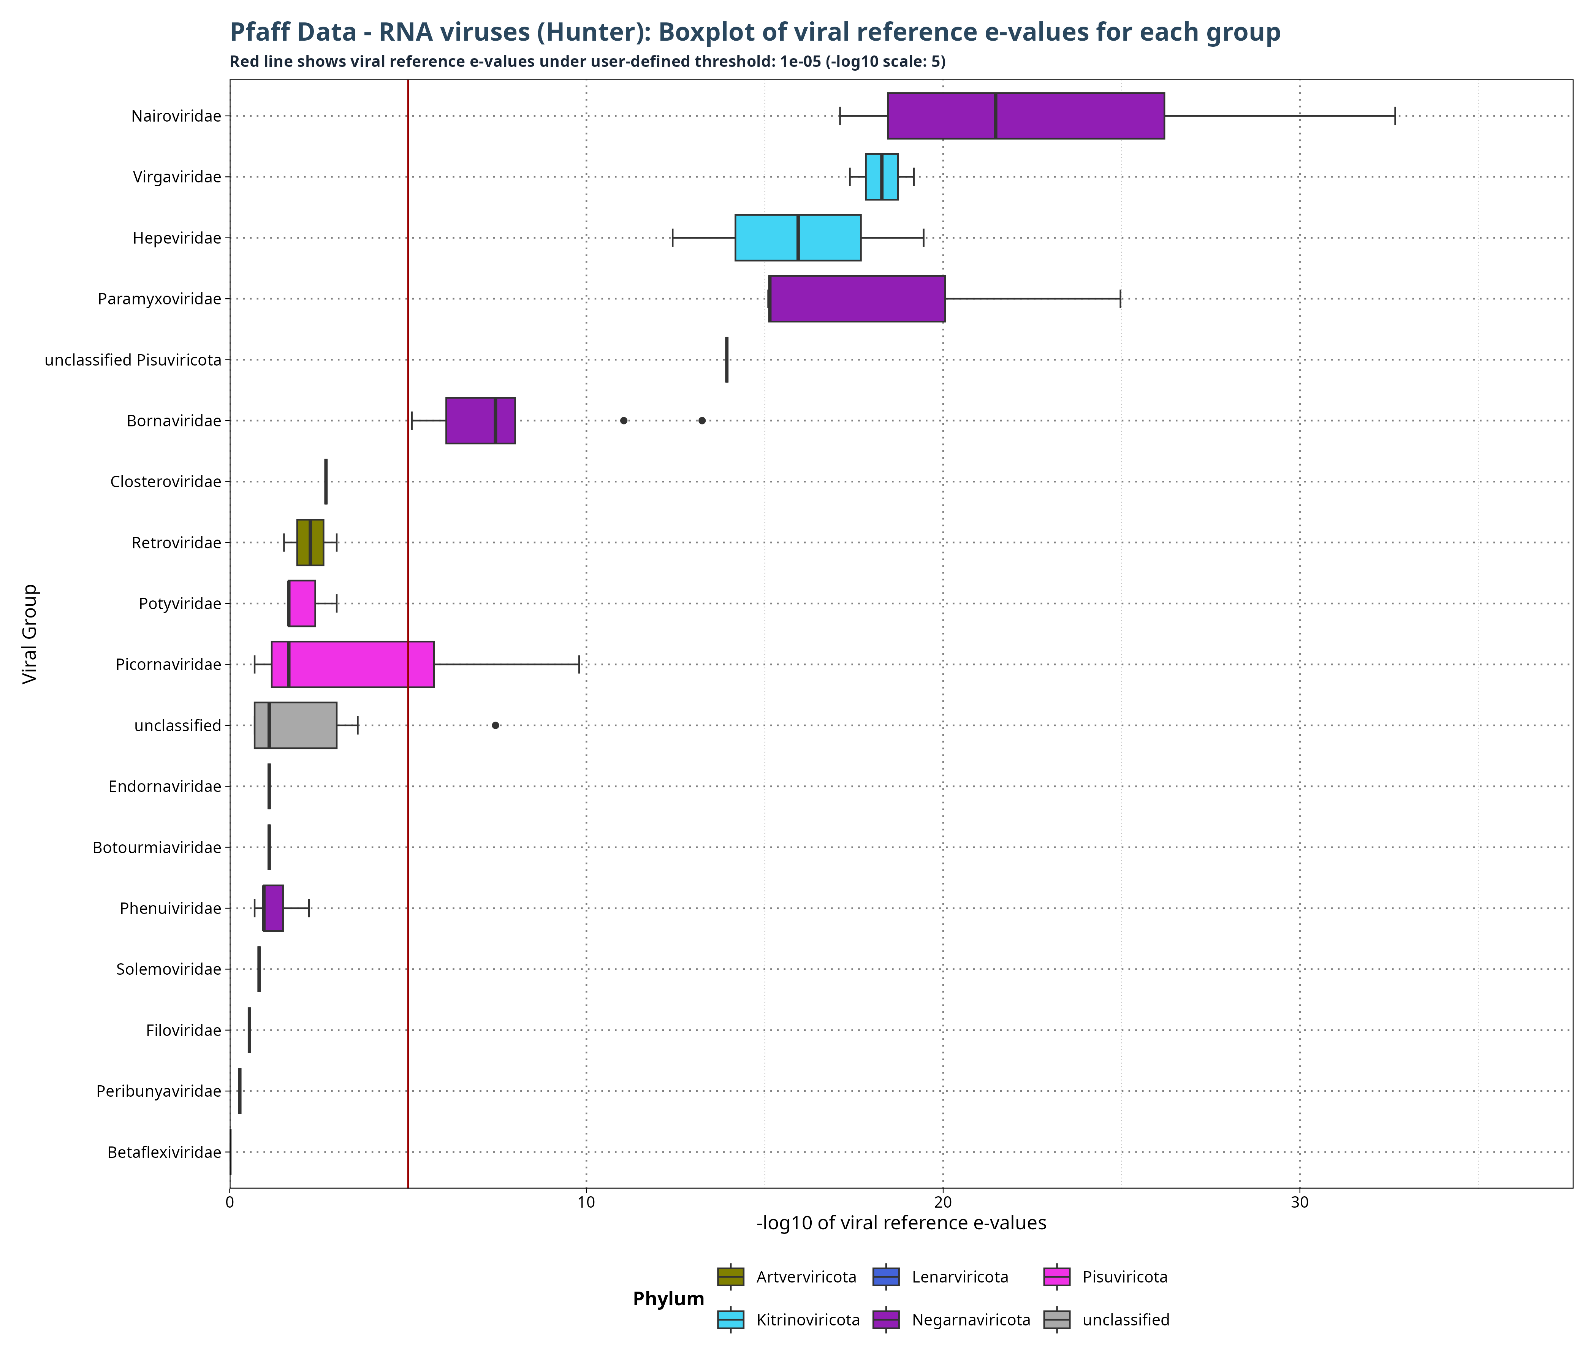 Pfaff Data - RNA viruses (Hunter): Boxplot of viral reference e-values for each group
Red line shows viral reference e-values under user-defined threshold: 1e-05 (-log10 scale: 5)
Viral Group
Nairoviridae
Virgaviridae
Hepeviridae
Paramyxoviridae
unclassified Pisuviricota
Bornaviridae
Closteroviridae
Retroviridae
Potyviridae
Picornaviridae
unclassified
Endornaviridae
Botourmiaviridae
Phenuiviridae
Solemoviridae
Filoviridae
Peribunyaviridae
Betaflexiviridae
0 10 20 30
-log10 of viral reference e-values
Phylum
Artverviricota Lenarviricota Pisuviricota
Kitrinoviricota Negarnaviricota unclassified